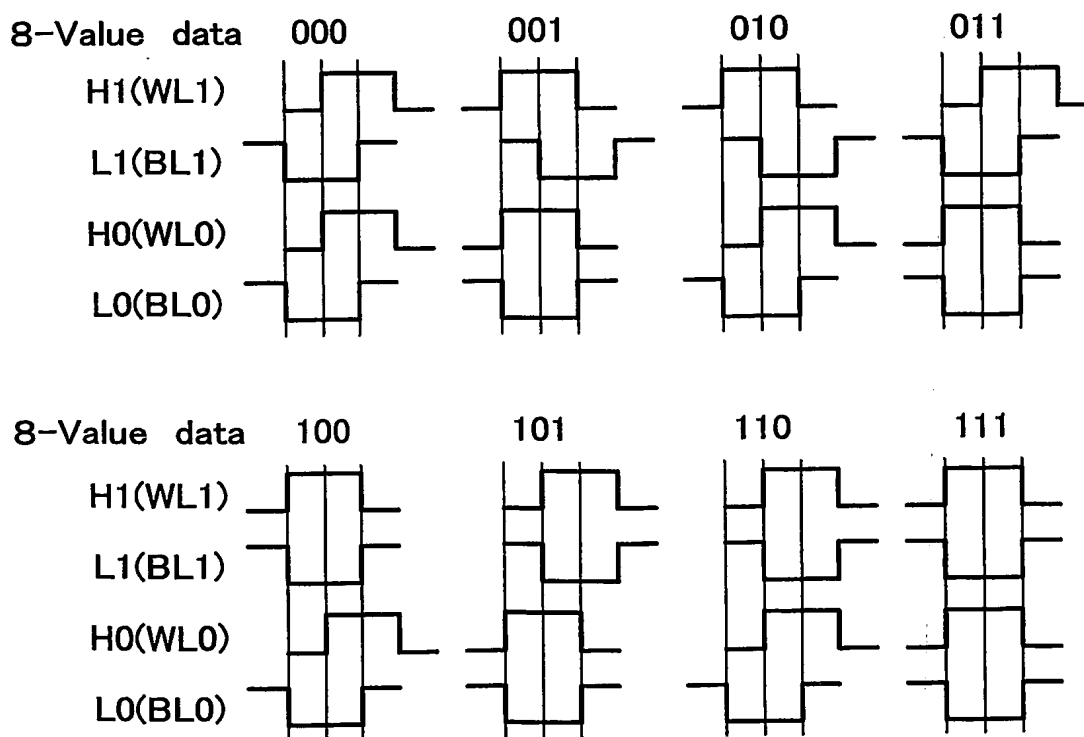 8-Value data 000 001 010 011
H1(WL1)
L1(BL1)
H0(WL0)
L0(BL0)
8-Value data 100 101 110 111
H1(WL1)
L1(BL1)
H0(WL0)
L0(BL0)